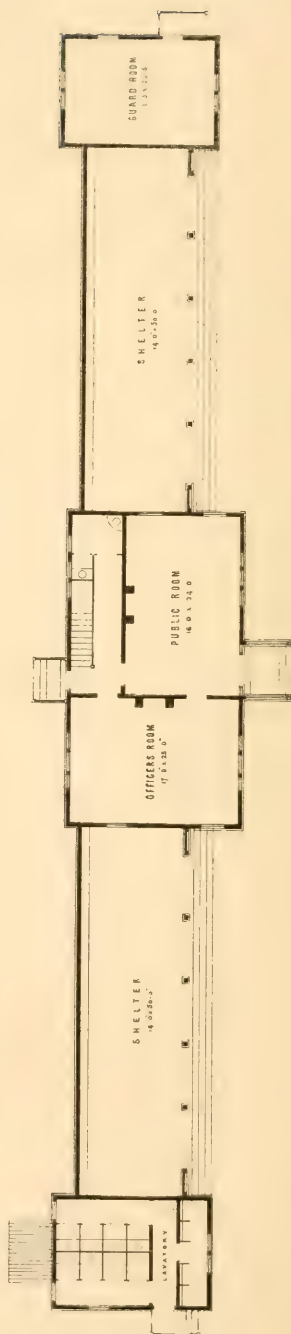 GUARD ROOM
SHELTER
PUBLIC ROOM
16.0 x 24.0
OFFICERS ROOM
17.0 x 25.0"
SHELTER
LAVATORY